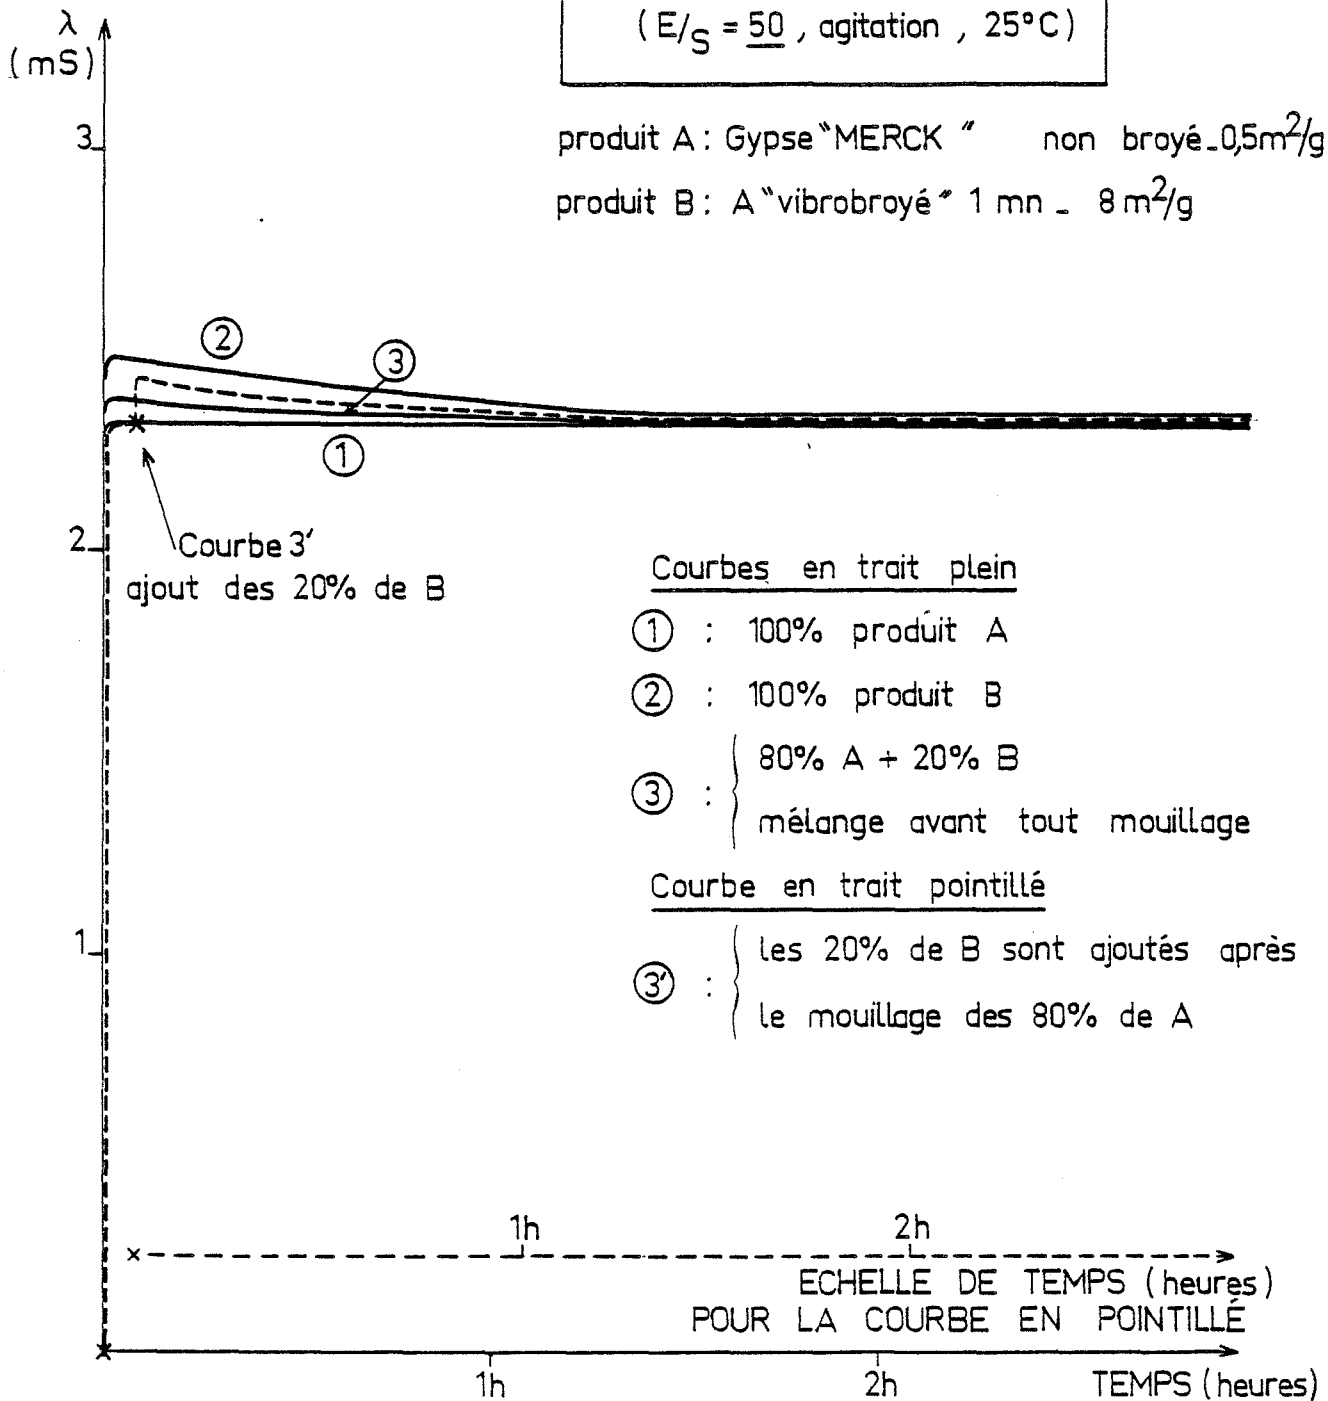 λ
(mS)
(E/S = 50 , agitation , 25°C)
produit A : Gypse "MERCK " non broyé_0,5m²/g
produit B : A "vibrobroyé" 1 mn _ 8 m²/g
3
2
1
②
③
①
Courbe 3'
ajout des 20% de B
Courbes en trait plein
① : 100% produit A
② : 100% produit B
③ : 80% A + 20% B
mélange avant tout mouillage
Courbe en trait pointillé
③' : les 20% de B sont ajoutés après
le mouillage des 80% de A
1h 2h
ECHELLE DE TEMPS (heures)
POUR LA COURBE EN POINTILLÉ
1h 2h TEMPS (heures)